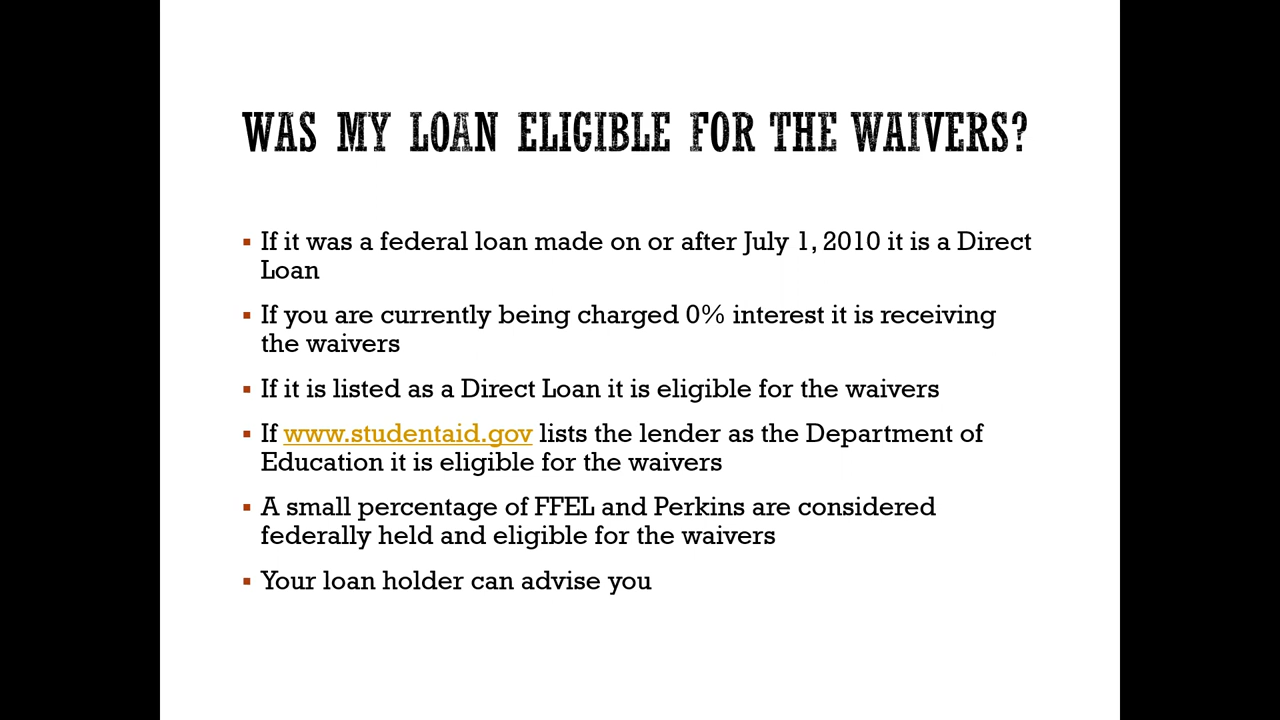 WAS MY LOAN ELIGIBLE FOR THE WAIVERS?
▪ If it was a federal loan made on or after July 1, 2010 it is a Direct
Loan
▪ If you are currently being charged 0% interest it is receiving
the waivers
▪ If it is listed as a Direct Loan it is eligible for the waivers
▪ If www.studentaid.gov lists the lender as the Department of
Education it is eligible for the waivers
▪ A small percentage of FFEL and Perkins are considered
federally held and eligible for the waivers
▪ Your loan holder can advise you